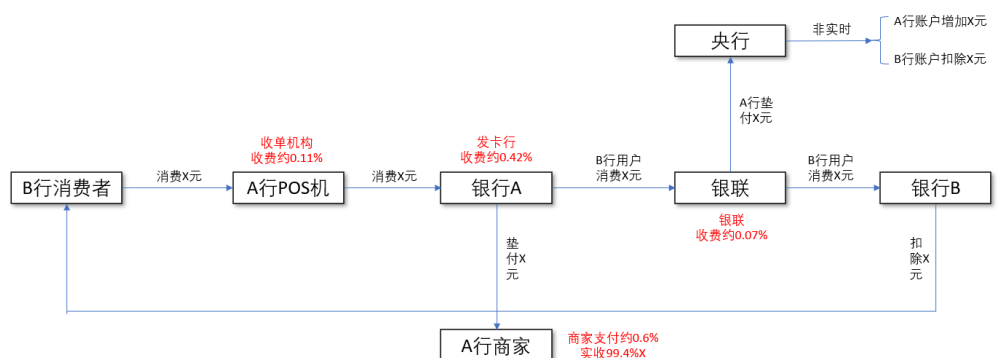 央行
非实时
A行账户增加X元
B行账户扣除X元
A行垫
付X元
收单机构
收费约0.11%
发卡行
收费约0.42%
B行消费者
消费X元
A行POS机
消费X元
银行A
B行用户
消费X元
银联
B行用户
消费X元
银行B
银联
收费约0.07%
垫
付X
元
扣
除X
元
A行商家
商家支付约0.6%
实收99.4%X